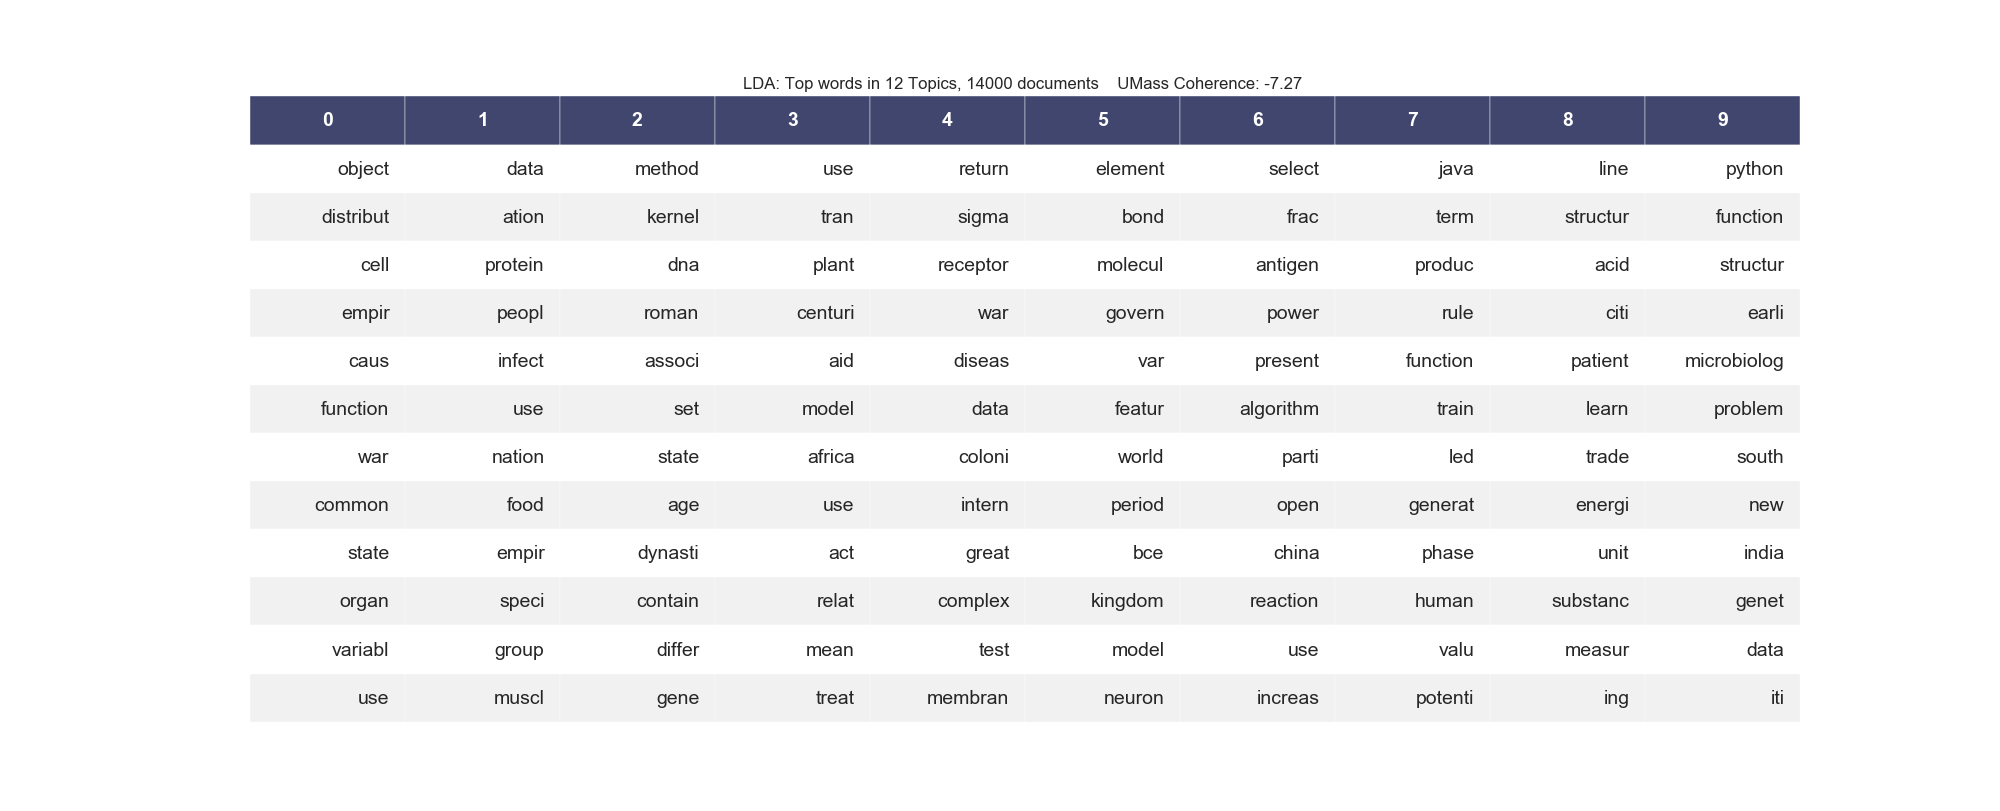 LDA: Top words in 12 Topics, 14000 documents    UMass Coherence: -7.27
0 1 2 3 4 5 6 7 8 9
object data method use return element select java line python
distribut ation kernel tran sigma bond frac term structur function
cell protein dna plant receptor molecul antigen produc acid structur
empir peopl roman centuri war govern power rule citi earli
caus infect associ aid diseas var present function patient microbiolog
function use set model data featur algorithm train learn problem
war nation state africa coloni world parti led trade south
common food age use intern period open generat energi new
state empir dynasti act great bce china phase unit india
organ speci contain relat complex kingdom reaction human substanc genet
variabl group differ mean test model use valu measur data
use muscl gene treat membran neuron increas potenti ing iti